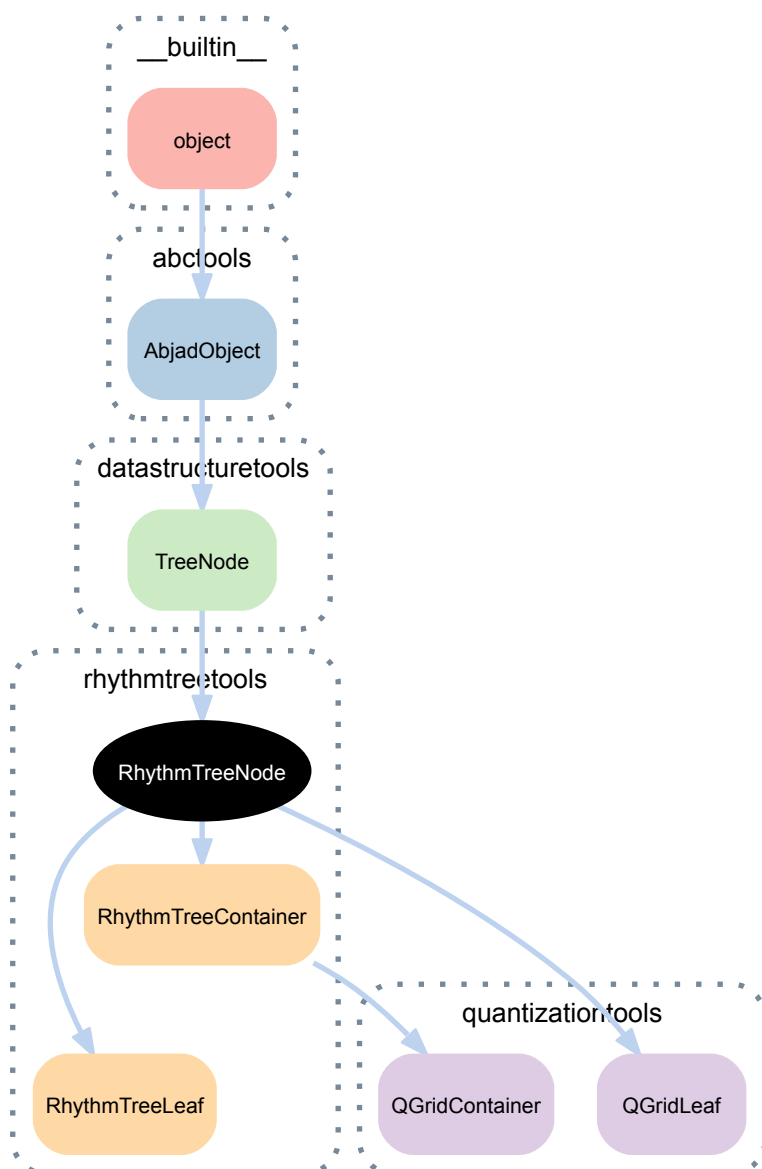 __builtin__
object
abctools
AbjadObject
datastructuretools
TreeNode
rhythmtreetools
RhythmTreeNode
RhythmTreeContainer
quantizationtools
RhythmTreeLeaf
QGridContainer
QGridLeaf